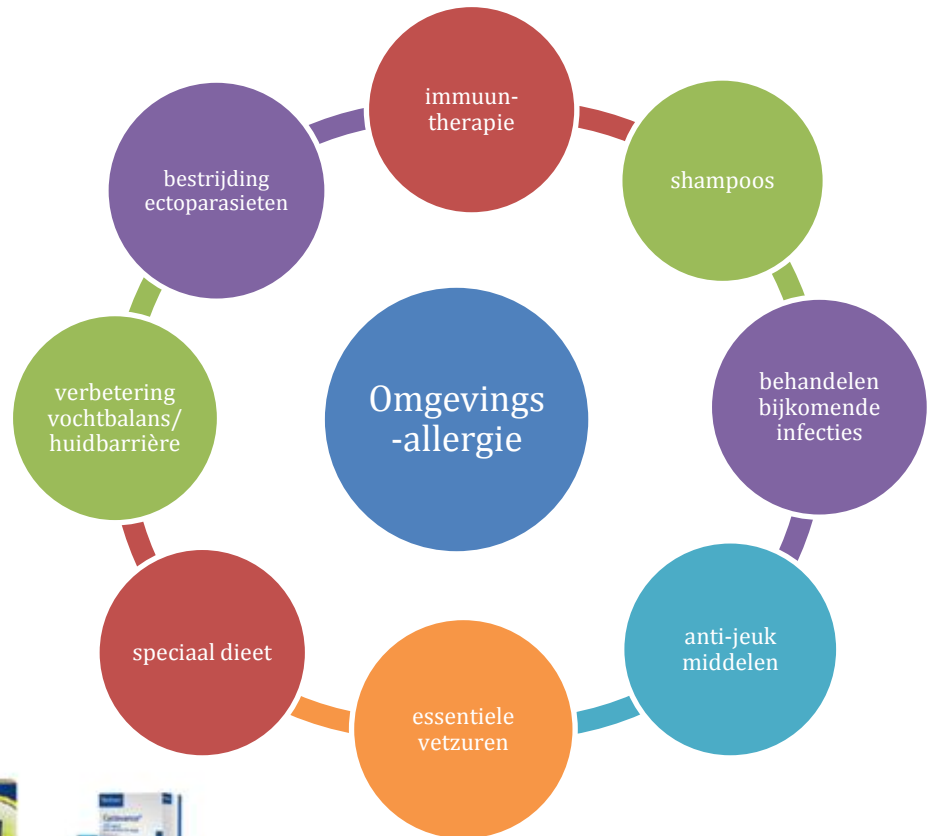 immuun-
therapie
shampoos
behandelen
bijkomende
infecties
anti-jeuk
middelen
essentiele
vetzuren
speciaal dieet
verbetering
vochtbalans/
huidbarrière
bestrijding
ectoparasieten
Omgevings
-allergie